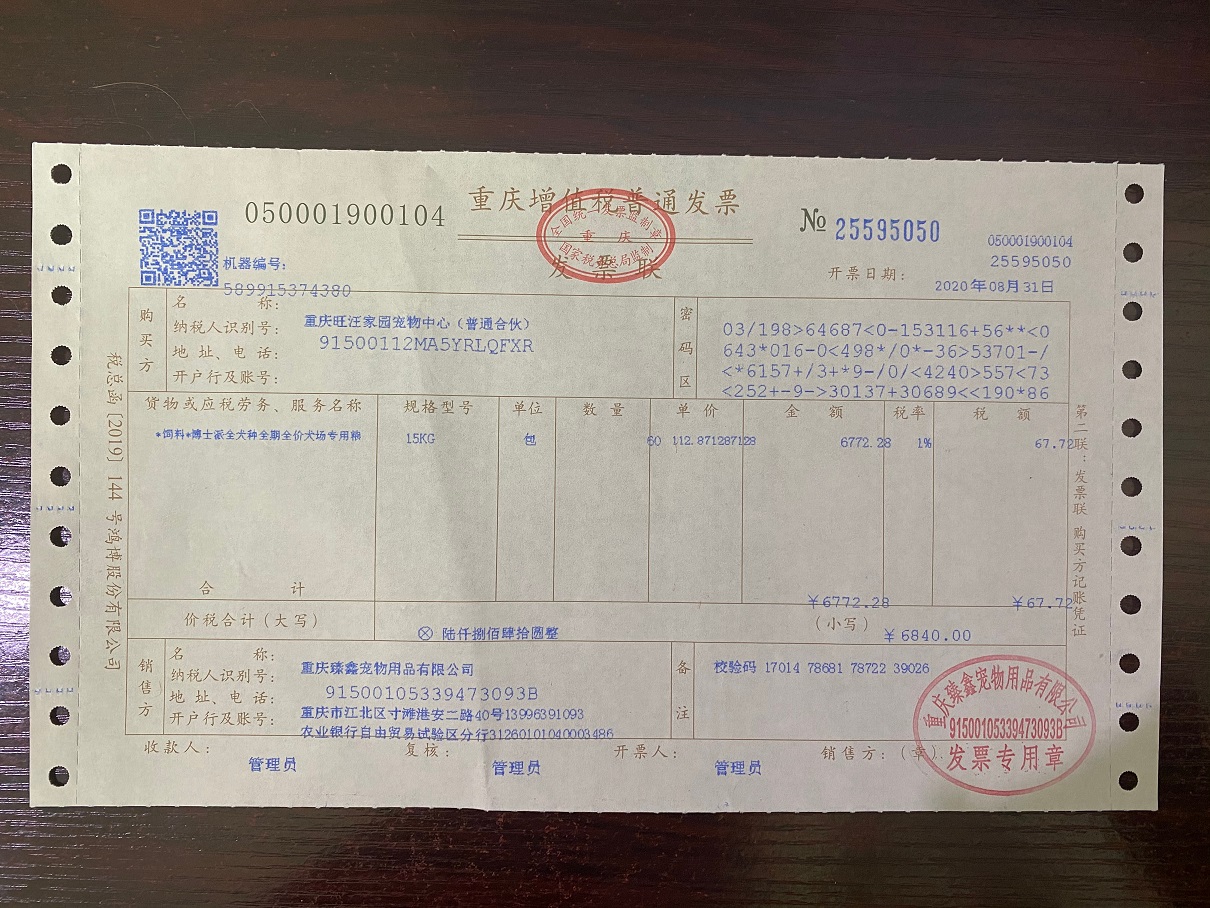 重庆增值税普通发票
050001900104
№ 25595050
050001900104
25595050
全国统一发票监制章
重庆
国家税务总局监制
发票联
机器编号:
589915374380
开票日期: 2020年08月31日
购买方
名称: 重庆旺汪家园宠物中心(普通合伙)
纳税人识别号: 91500112MA5YRLQFXR
地址、电话:
开户行及账号:
密码区
03/198>64687<0-153116+56**<0
643*016-0<498*/0*-36>53701-/
<*6157+/3+*9-/0/<4240>557<73
<252+-9->30137+30689<<190*86
货物或应税劳务、服务名称 规格型号 单位 数量 单价 金额 税率 税额
*饲料*博士派全犬种全期全价犬场专用粮 15KG 包 60 112.871287128 6772.28 1% 67.72
合计 ¥6772.28 ¥67.72
价税合计(大写) ⊗ 陆仟捌佰肆拾圆整 (小写) ¥6840.00
销售方
名称: 重庆臻鑫宠物用品有限公司
纳税人识别号: 91500105339473093B
地址、电话: 重庆市江北区寸滩淮安二路40号13996391093
开户行及账号: 农业银行自由贸易试验区分行31260101040003486
备注
校验码 17014 78681 78722 39026
收款人: 管理员 复核: 管理员 开票人: 管理员 销售方:(章)
重庆臻鑫宠物用品有限公司
91500105339473093B
发票专用章
税总函[2019]144号鸿博股份有限公司
第二联:发票联 购买方记账凭证